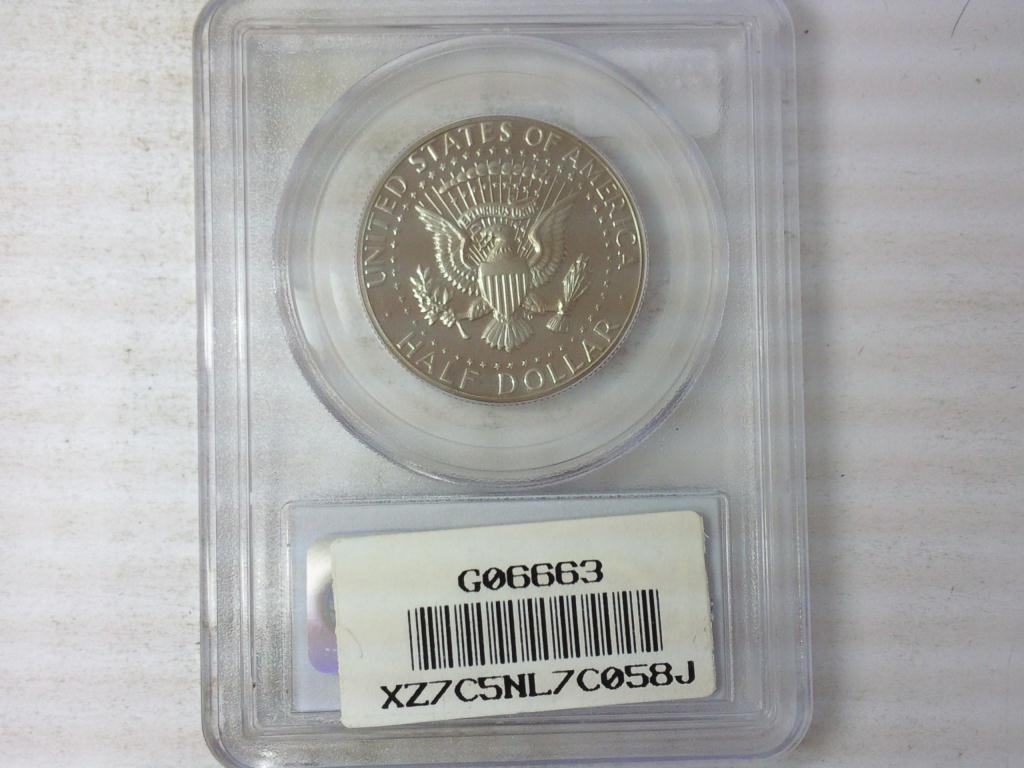 UNITED STATES OF AMERICA
HALF DOLLAR
G06663
XZ7C5NL7C058J